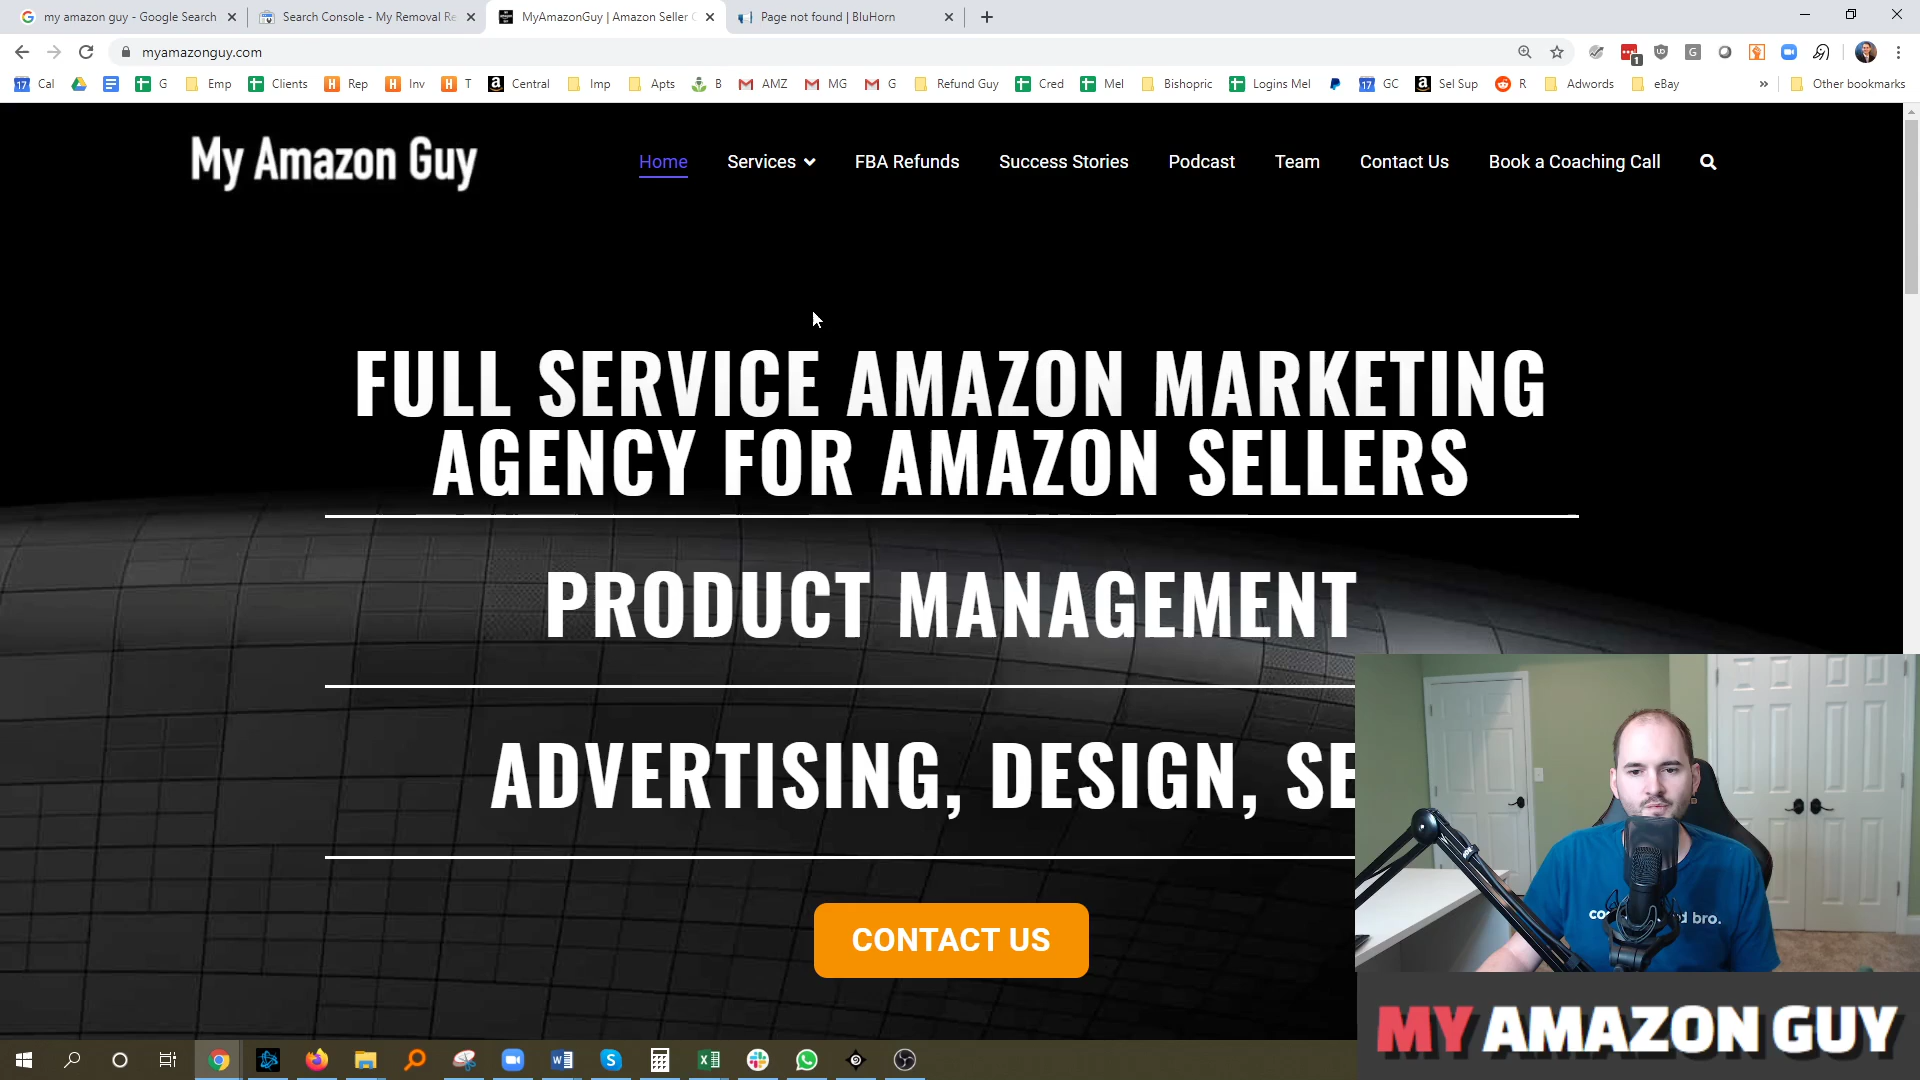 my amazon guy - Google Search
Search Console - My Removal Re
MyAmazonGuy | Amazon Seller C
Page not found | BluHorn
myamazonguy.com
1
17 Cal
G
Emp
Clients
H Rep
H Inv
H T
a Central
Imp
Apts
B
AMZ
MG
G
Refund Guy
Cred
Mel
Bishopric
Logins Mel
17 GC
a Sel Sup
R
Adwords
eBay
»
Other bookmarks
My Amazon Guy
Home
Services
FBA Refunds
Success Stories
Podcast
Team
Contact Us
Book a Coaching Call
FULL SERVICE AMAZON MARKETING
AGENCY FOR AMAZON SELLERS
PRODUCT MANAGEMENT
ADVERTISING, DESIGN, SE
CONTACT US
bro.
MY AMAZON GUY